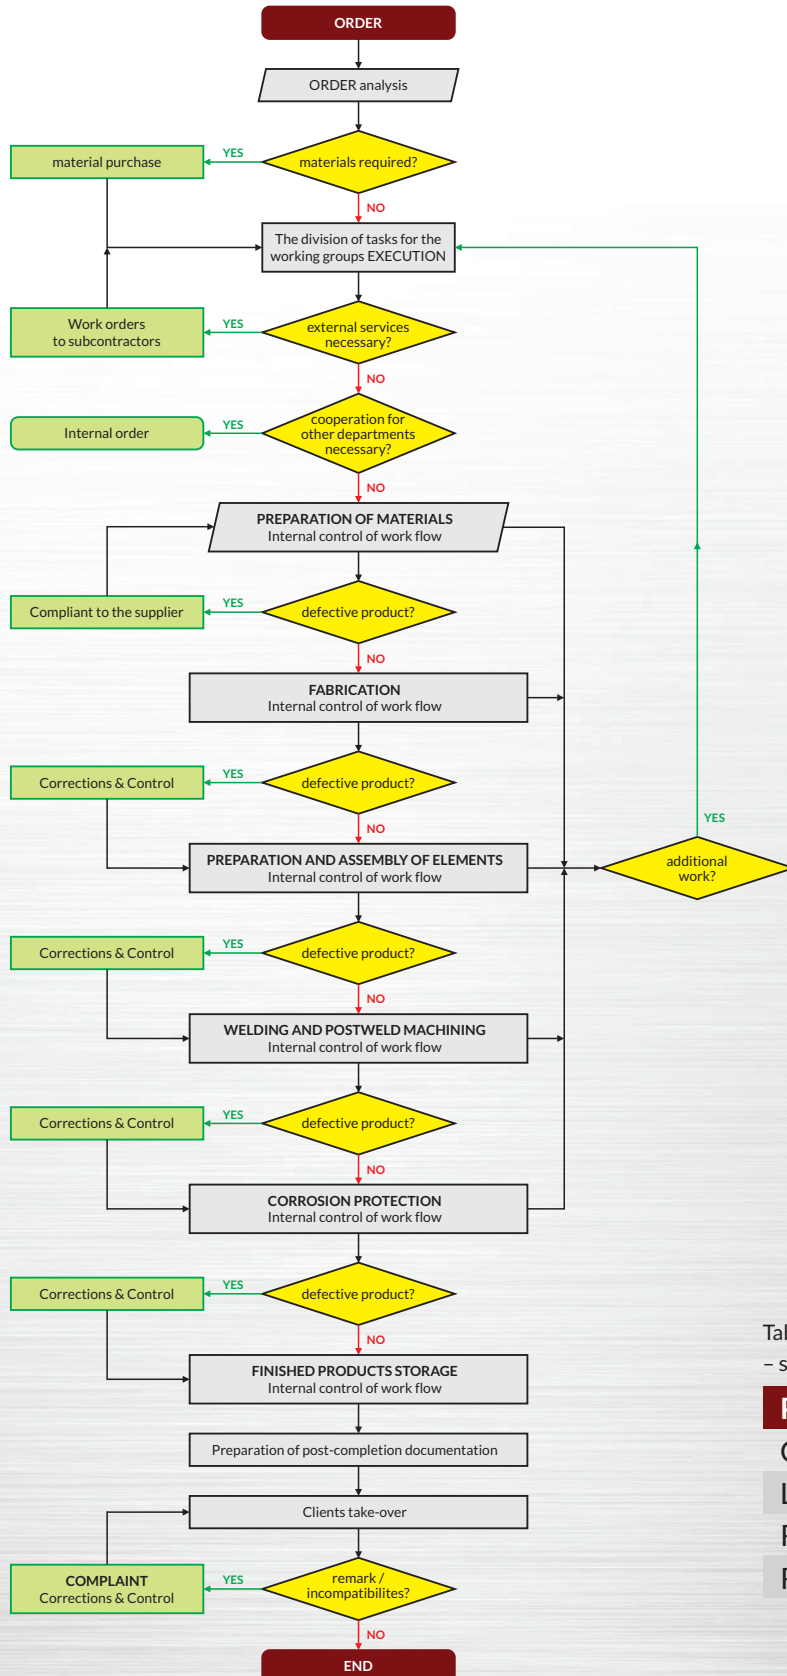 ORDER
ORDER analysis
material purchase
YES
materials required?
NO
The division of tasks for the
working groups EXECUTION
Work orders
to subcontractors
YES
external services
necessary?
NO
Internal order
YES
cooperation for
other departments
necessary?
NO
PREPARATION OF MATERIALS
Internal control of work flow
Compliant to the supplier
YES
defective product?
NO
FABRICATION
Internal control of work flow
Corrections & Control
YES
defective product?
NO
YES
additional
work?
PREPARATION AND ASSEMBLY OF ELEMENTS
Internal control of work flow
Corrections & Control
YES
defective product?
NO
WELDING AND POSTWELD MACHINING
Internal control of work flow
Corrections & Control
YES
defective product?
NO
CORROSION PROTECTION
Internal control of work flow
Corrections & Control
YES
defective product?
NO
FINISHED PRODUCTS STORAGE
Internal control of work flow
Preparation of post-completion documentation
Clients take-over
COMPLAINT
Corrections & Control
YES
remark /
incompatibilites?
NO
END